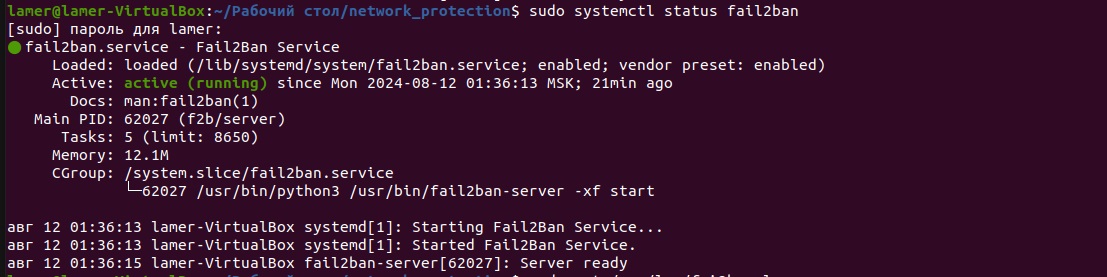 lamer@lamer-VirtualBox:~/Рабочий стол/network_protection$ sudo systemctl status fail2ban
[sudo] пароль для lamer:
● fail2ban.service - Fail2Ban Service
Loaded: loaded (/lib/systemd/system/fail2ban.service; enabled; vendor preset: enabled)
Active: active (running) since Mon 2024-08-12 01:36:13 MSK; 21min ago
Docs: man:fail2ban(1)
Main PID: 62027 (f2b/server)
Tasks: 5 (limit: 8650)
Memory: 12.1M
CGroup: /system.slice/fail2ban.service
└─62027 /usr/bin/python3 /usr/bin/fail2ban-server -xf start
авг 12 01:36:13 lamer-VirtualBox systemd[1]: Starting Fail2Ban Service...
авг 12 01:36:13 lamer-VirtualBox systemd[1]: Started Fail2Ban Service.
авг 12 01:36:15 lamer-VirtualBox fail2ban-server[62027]: Server ready